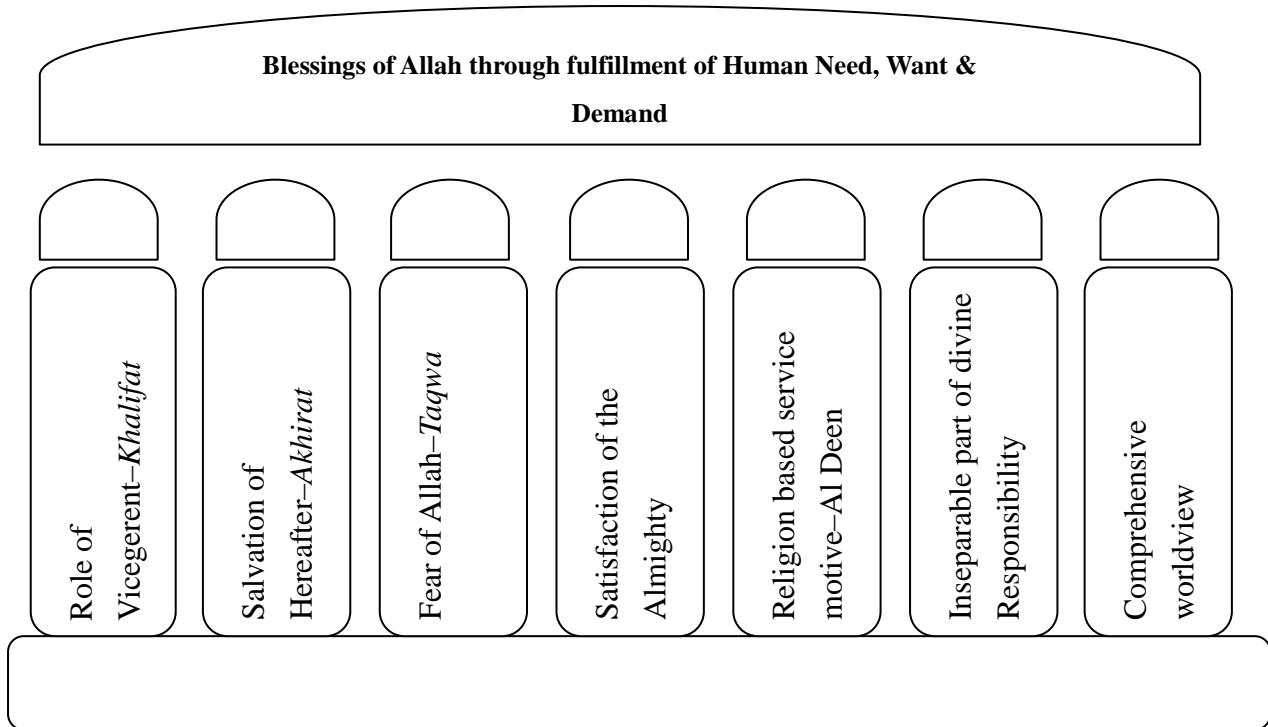 Blessings of Allah through fulfillment of Human Need, Want &
Demand
Role of
Vicegerent–Khalifat
Salvation of
Hereafter–Akhirat
Fear of Allah–Taqwa
Satisfaction of the
Almighty
Religion based service
motive–Al Deen
Inseparable part of divine
Responsibility
Comprehensive
worldview